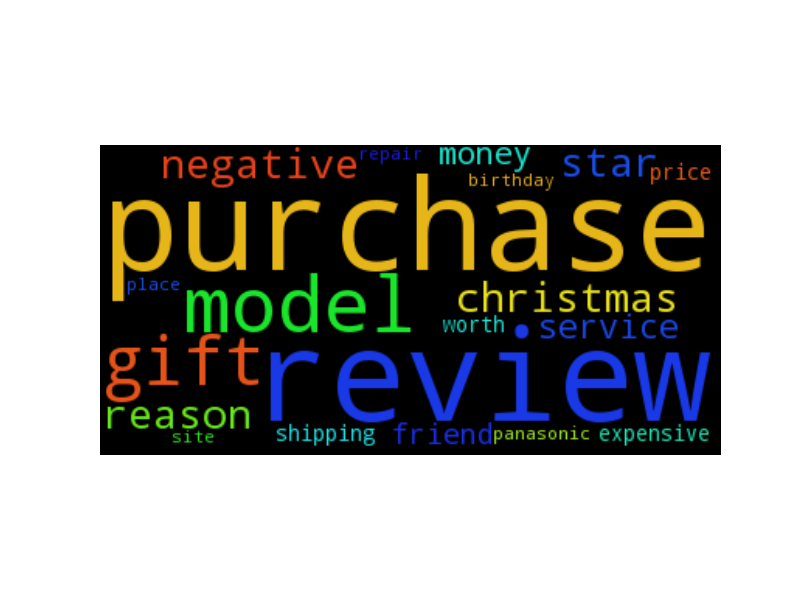 negative repair money star
birthday price
purchase
place model christmas
worth service
gift review
reason
site shipping friend panasonic expensive